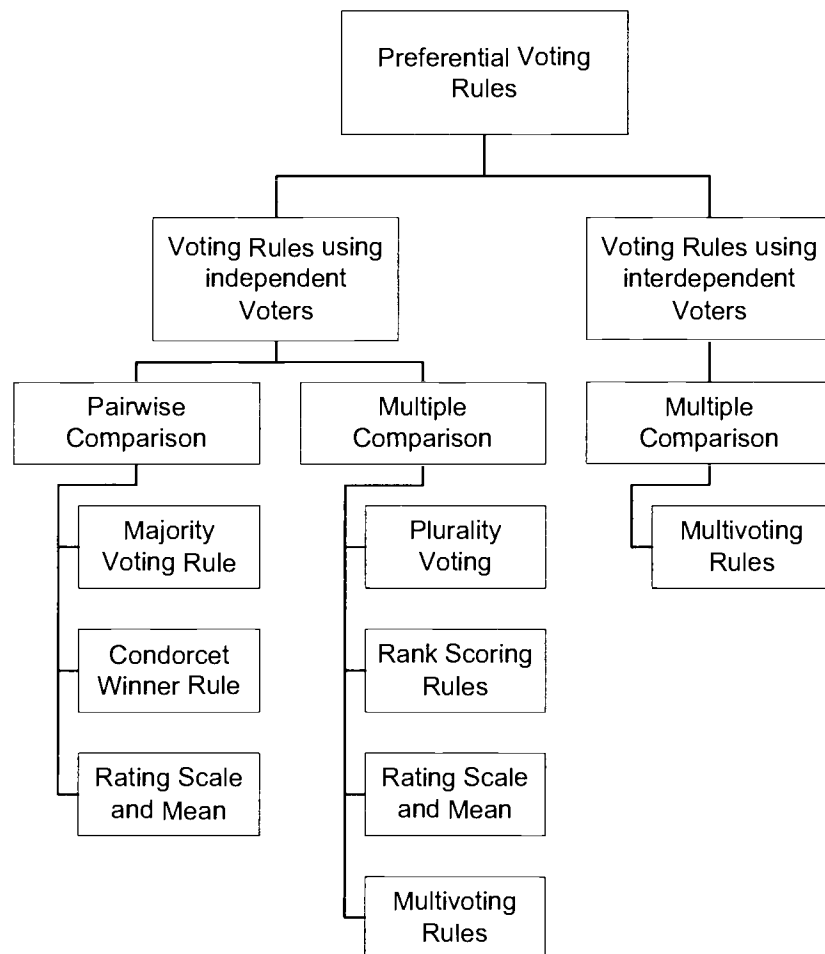 Preferential Voting
Rules
Voting Rules using
independent
Voters
Voting Rules using
interdependent
Voters
Pairwise
Comparison
Multiple
Comparison
Multiple
Comparison
Majority
Voting Rule
Plurality
Voting
Multivoting
Rules
Condorcet
Winner Rule
Rank Scoring
Rules
Rating Scale
and Mean
Rating Scale
and Mean
Multivoting
Rules